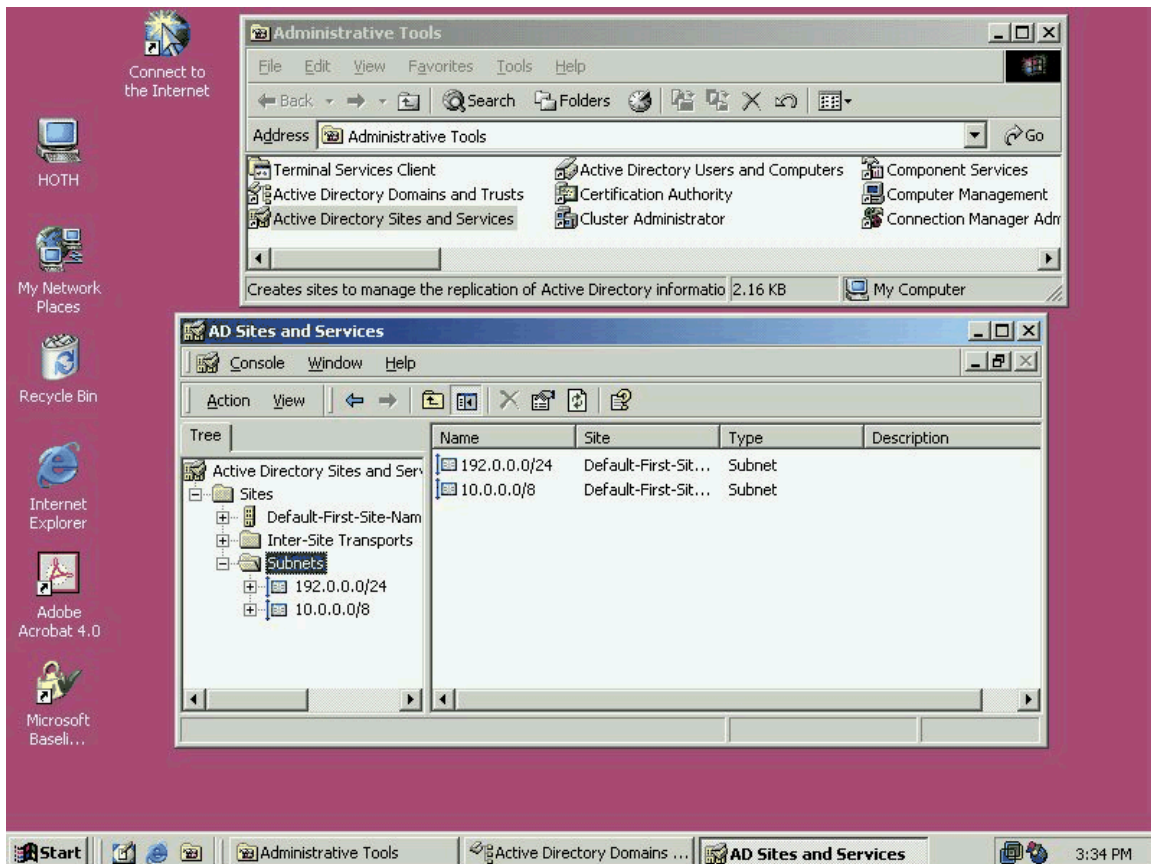 Connect to
the Internet
HOTH
My Network
Places
Recycle Bin
Internet
Explorer
Adobe
Acrobat 4.0
Microsoft
Baseli...
Administrative Tools
File Edit View Favorites Tools Help
Back Search Folders
Address Administrative Tools Go
Terminal Services Client Active Directory Users and Computers Component Services
Active Directory Domains and Trusts Certification Authority Computer Management
Active Directory Sites and Services Cluster Administrator Connection Manager Adm
Creates sites to manage the replication of Active Directory informatio 2.16 KB My Computer
AD Sites and Services
Console Window Help
Action View
Tree
Active Directory Sites and Serv
Sites
Default-First-Site-Nam
Inter-Site Transports
Subnets
192.0.0.0/24
10.0.0.0/8
Name Site Type Description
192.0.0.0/24 Default-First-Sit... Subnet
10.0.0.0/8 Default-First-Sit... Subnet
Start Administrative Tools Active Directory Domains ... AD Sites and Services 3:34 PM